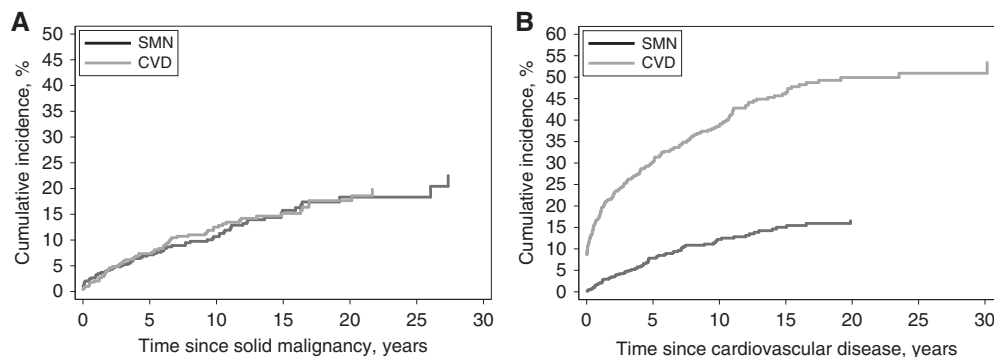 A
SMN
CVD
Cumulative incidence, %
50
45
40
35
30
25
20
15
10
5
0
0 5 10 15 20 25 30
Time since solid malignancy, years
B
SMN
CVD
Cumulative incidence, %
60
55
50
45
40
35
30
25
20
15
10
5
0
0 5 10 15 20 25 30
Time since cardiovascular disease, years